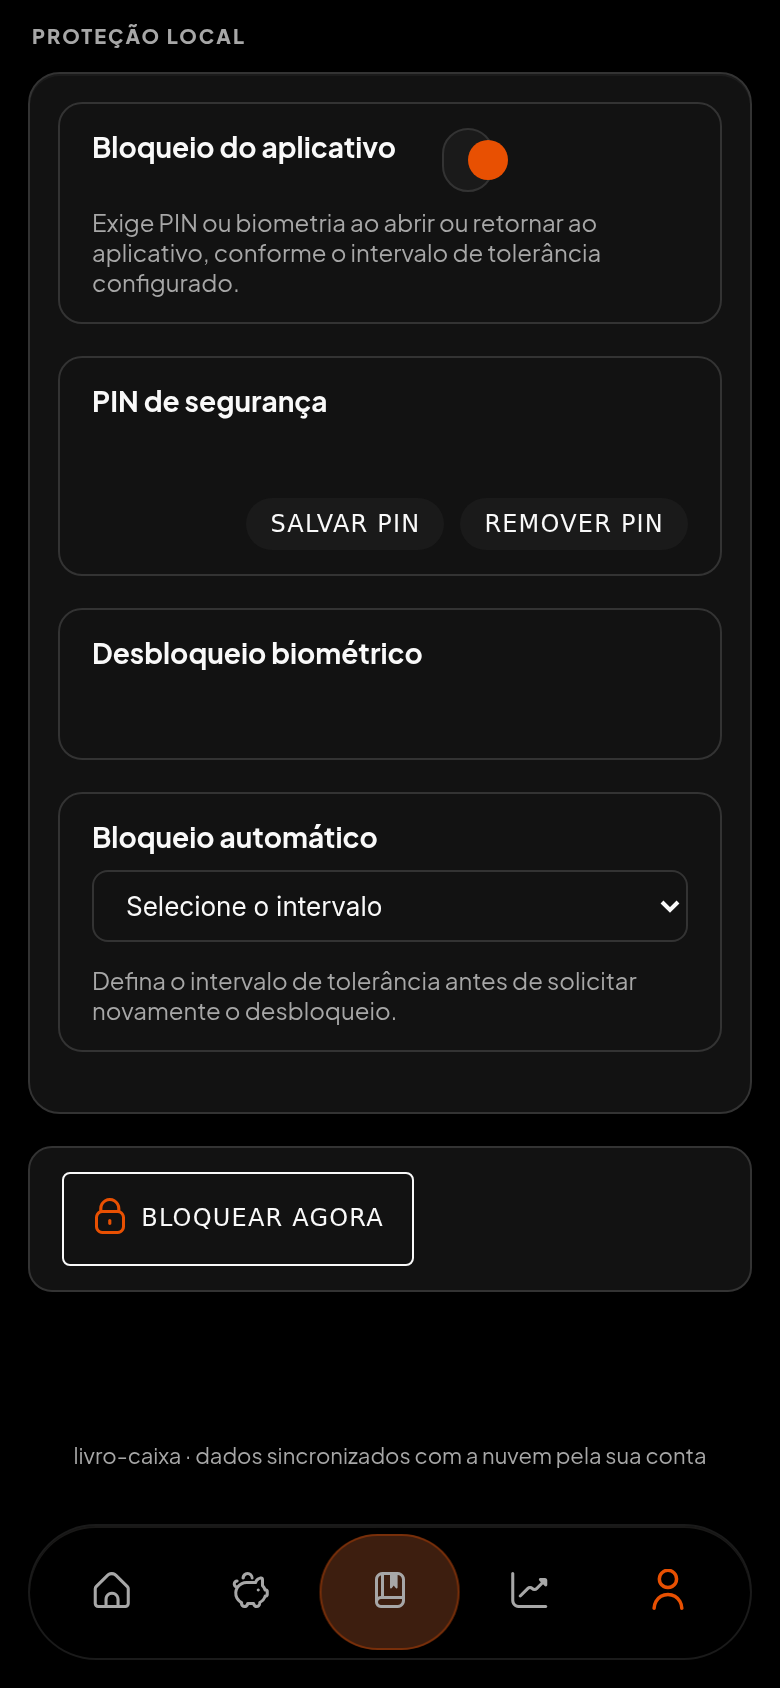 PROTEÇÃO LOCAL
Bloqueio do aplicativo
Exige PIN ou biometria ao abrir ou retornar ao
aplicativo, conforme o intervalo de tolerância
configurado.
PIN de segurança
SALVAR PIN REMOVER PIN
Desbloqueio biométrico
Bloqueio automático
Selecione o intervalo
Defina o intervalo de tolerância antes de solicitar
novamente o desbloqueio.
BLOQUEAR AGORA
livro-caixa · dados sincronizados com a nuvem pela sua conta